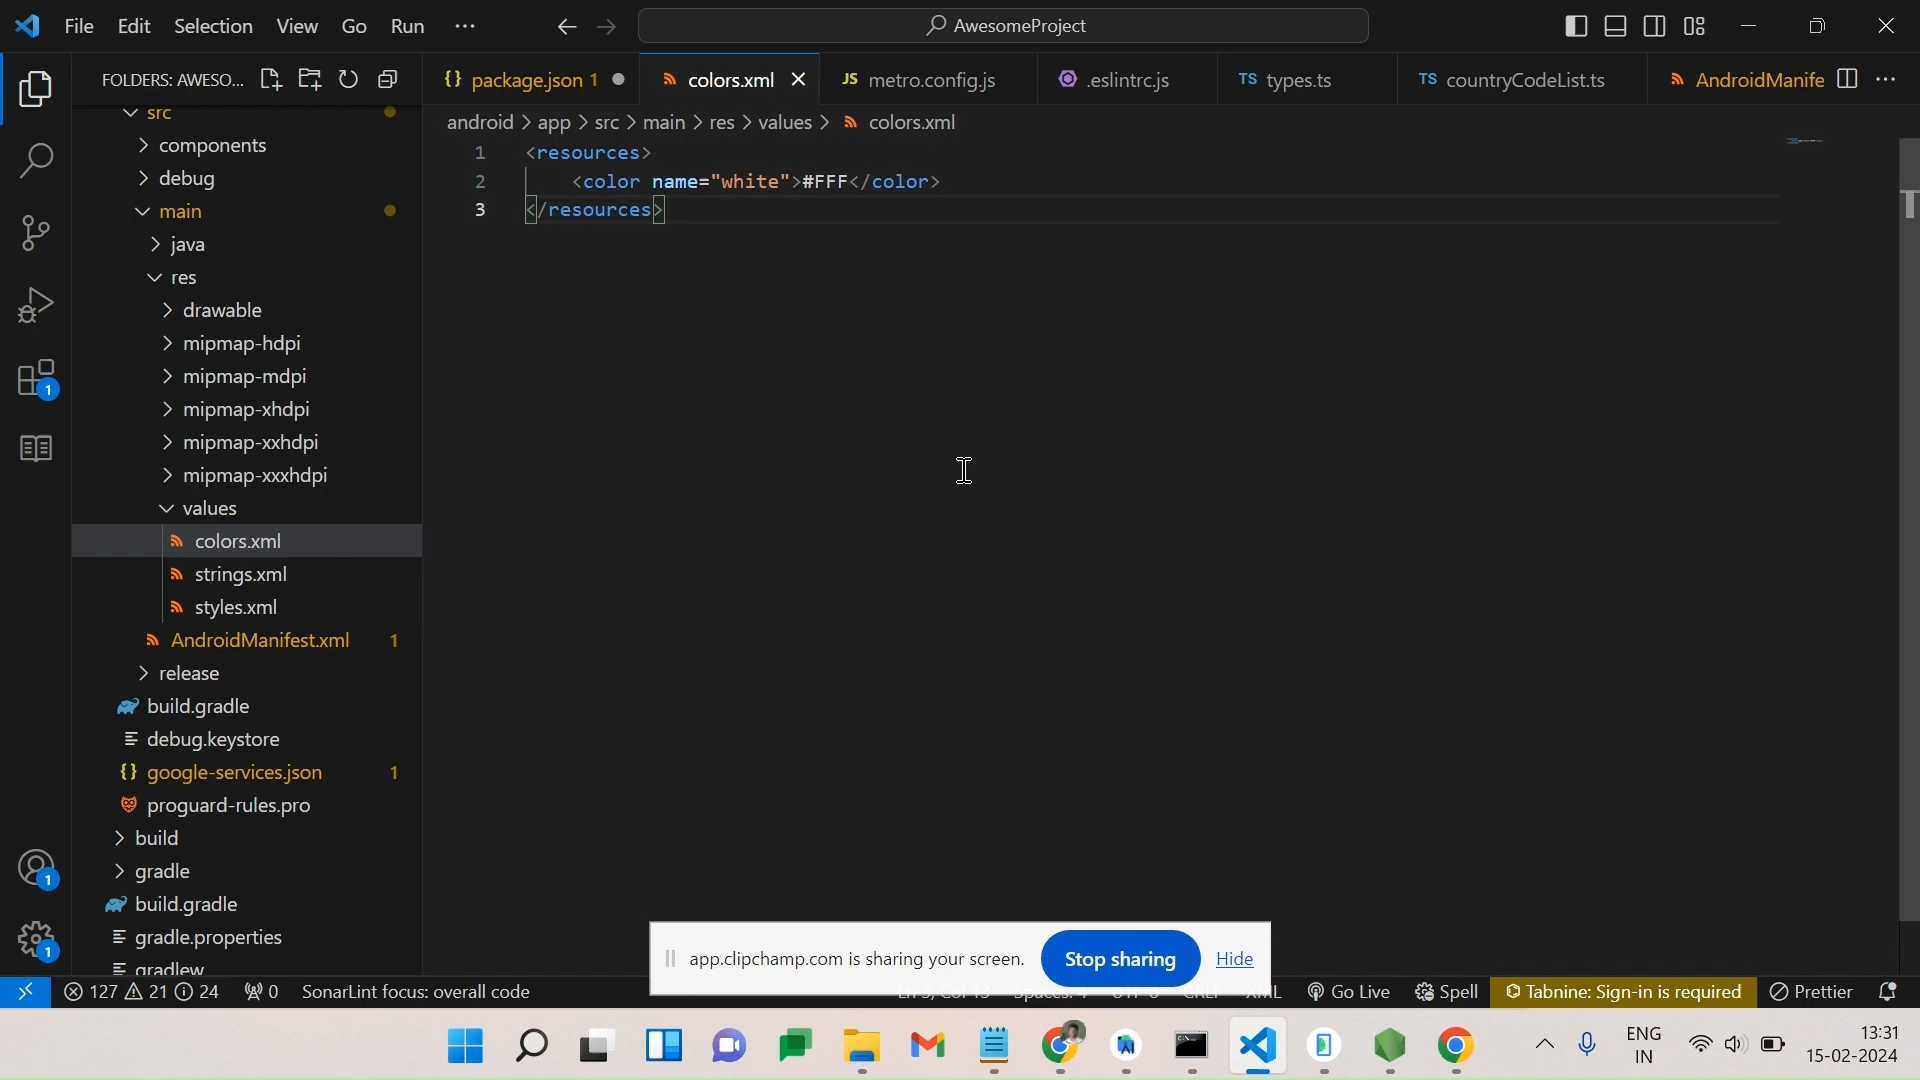 File Edit Selection View Go Run ···
AwesomeProject
FOLDERS: AWESO...
{} package.json 1
colors.xml
JS metro.config.js
.eslintrc.js
TS types.ts
TS countryCodeList.ts
AndroidManife
android > app > src > main > res > values > colors.xml
1 <resources>
2 <color name="white">#FFF</color>
3 </resources>
src
components
debug
main
java
res
drawable
mipmap-hdpi
mipmap-mdpi
mipmap-xhdpi
mipmap-xxhdpi
mipmap-xxxhdpi
values
colors.xml
strings.xml
styles.xml
AndroidManifest.xml 1
release
build.gradle
debug.keystore
{} google-services.json 1
proguard-rules.pro
build
gradle
build.gradle
gradle.properties
gradlew
1
1
1
app.clipchamp.com is sharing your screen. Stop sharing Hide
127 21 24 0 SonarLint focus: overall code
XML Go Live Spell Tabnine: Sign-in is required Prettier
ENG
IN
13:31
15-02-2024